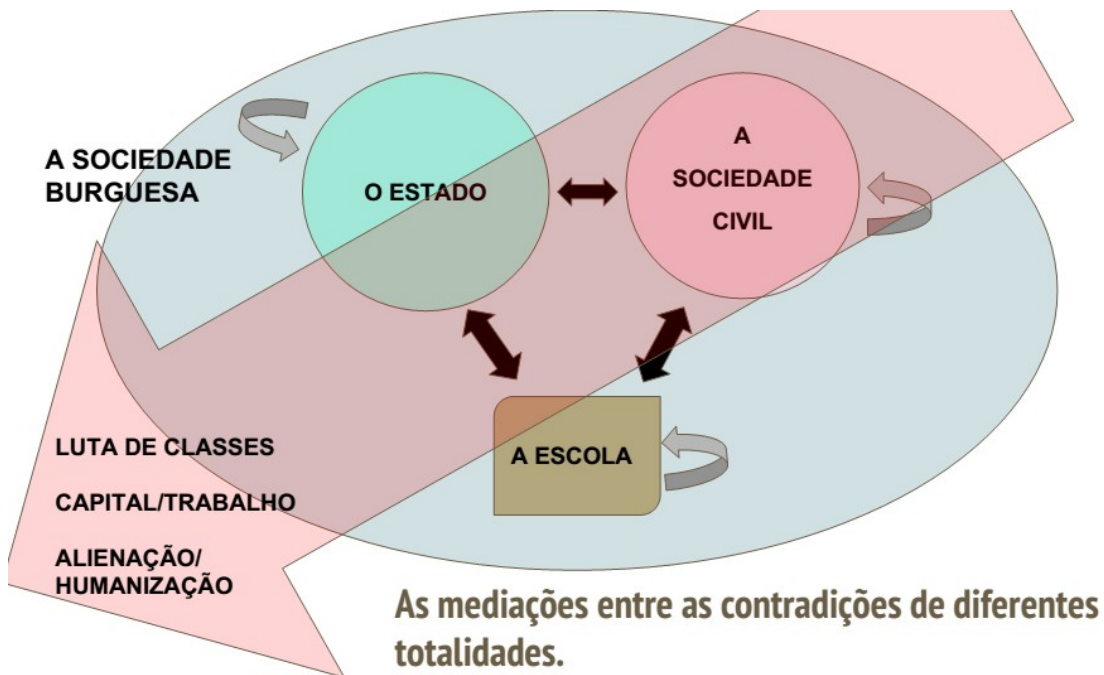 A SOCIEDADE
BURGUESA
O ESTADO
A
SOCIEDADE
CIVIL
A ESCOLA
LUTA DE CLASSES
CAPITAL/TRABALHO
ALIENAÇÃO/
HUMANIZAÇÃO
As mediações entre as contradições de diferentes
totalidades.